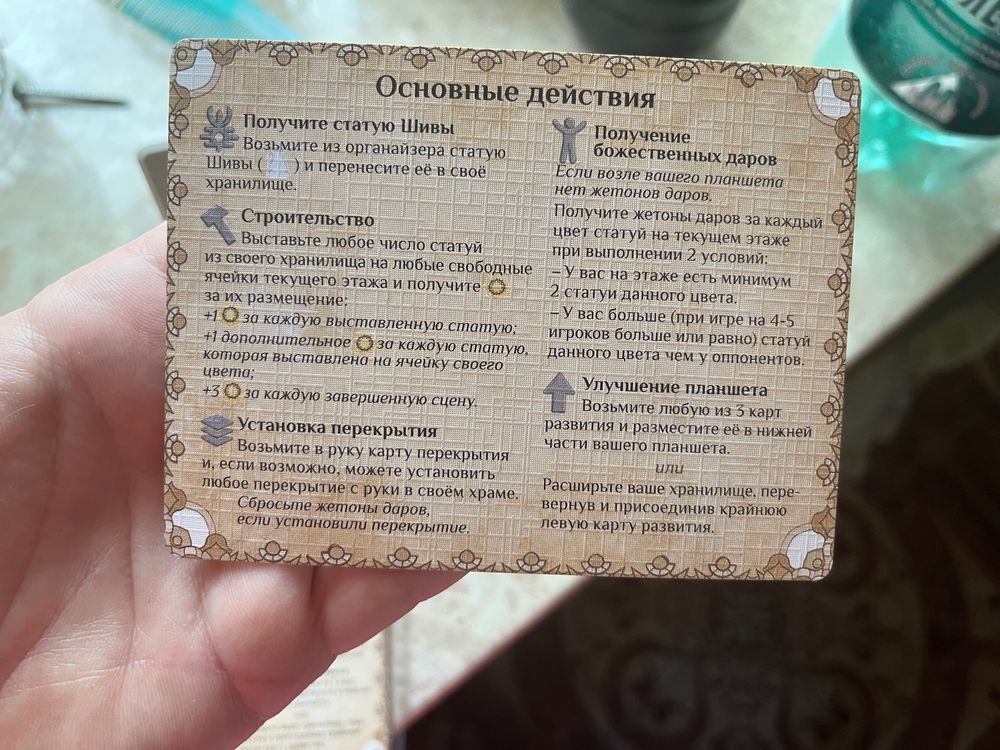 Основные действия
Получите статую Шивы
Возьмите из органайзера статую
Шивы ( ) и перенесите её в своё
хранилище.
Строительство
Выставьте любое число статуй
из своего хранилища на любые свободные
ячейки текущего этажа и получите
за их размещение:
+1 за каждую выставленную статую;
+1 дополнительное за каждую статую,
которая выставлена на ячейку своего
цвета;
+3 за каждую завершенную сцену.
Установка перекрытия
Возьмите в руку карту перекрытия
и, если возможно, можете установить
любое перекрытие с руки в своём храме.
Сбросьте жетоны даров,
если установили перекрытие.
Получение
божественных даров
Если возле вашего планшета
нет жетонов даров.
Получите жетоны даров за каждый
цвет статуй на текущем этаже
при выполнении 2 условий:
– У вас на этаже есть минимум
2 статуи данного цвета.
– У вас больше (при игре на 4-5
игроков больше или равно) статуй
данного цвета чем у оппонентов.
Улучшение планшета
Возьмите любую из 3 карт
развития и разместите её в нижней
части вашего планшета.
или
Расширьте ваше хранилище, пере-
вернув и присоединив крайнюю
левую карту развития.